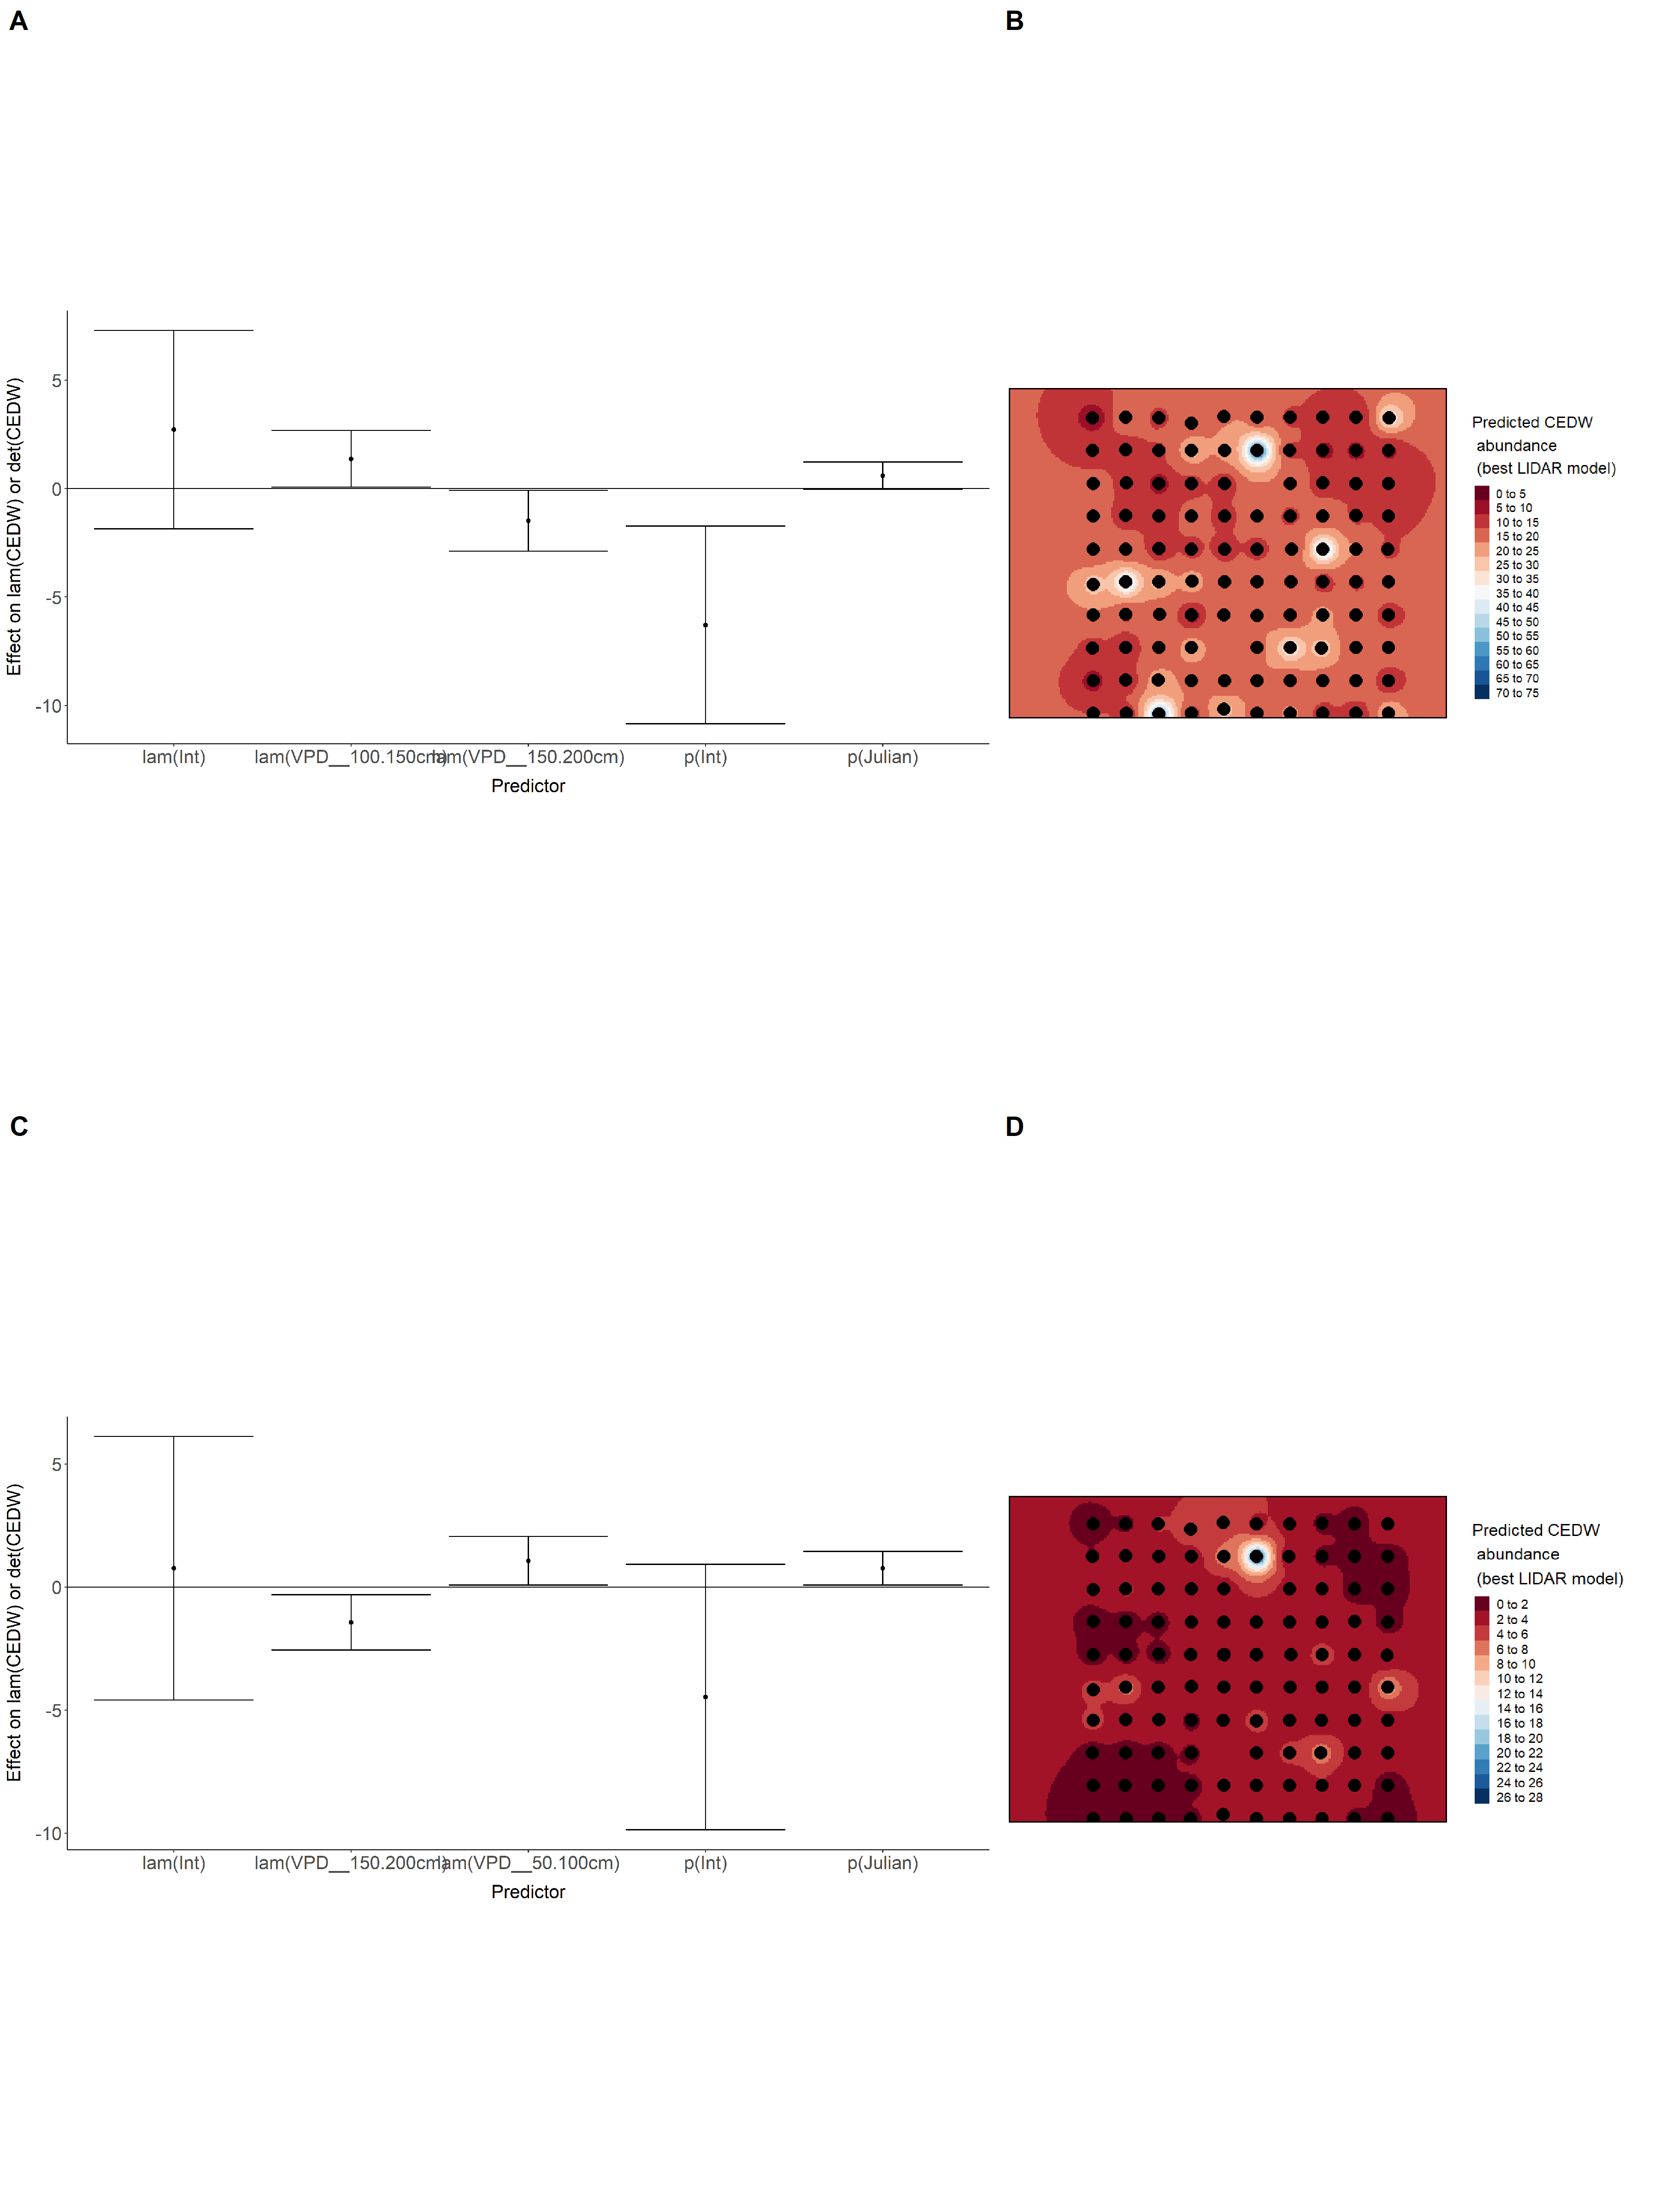 A
B
Effect on lam(CEDW) or det(CEDW)
5
0
-5
-10
lam(Int)
lam(VPD__100.150cm)
lam(VPD__150.200cm)
p(Int)
p(Julian)
Predictor
Predicted CEDW
abundance
(best LIDAR model)
0 to 5
5 to 10
10 to 15
15 to 20
20 to 25
25 to 30
30 to 35
35 to 40
40 to 45
45 to 50
50 to 55
55 to 60
60 to 65
65 to 70
70 to 75
C
D
Effect on lam(CEDW) or det(CEDW)
5
0
-5
-10
lam(Int)
lam(VPD__150.200cm)
lam(VPD__50.100cm)
p(Int)
p(Julian)
Predictor
Predicted CEDW
abundance
(best LIDAR model)
0 to 2
2 to 4
4 to 6
6 to 8
8 to 10
10 to 12
12 to 14
14 to 16
16 to 18
18 to 20
20 to 22
22 to 24
24 to 26
26 to 28